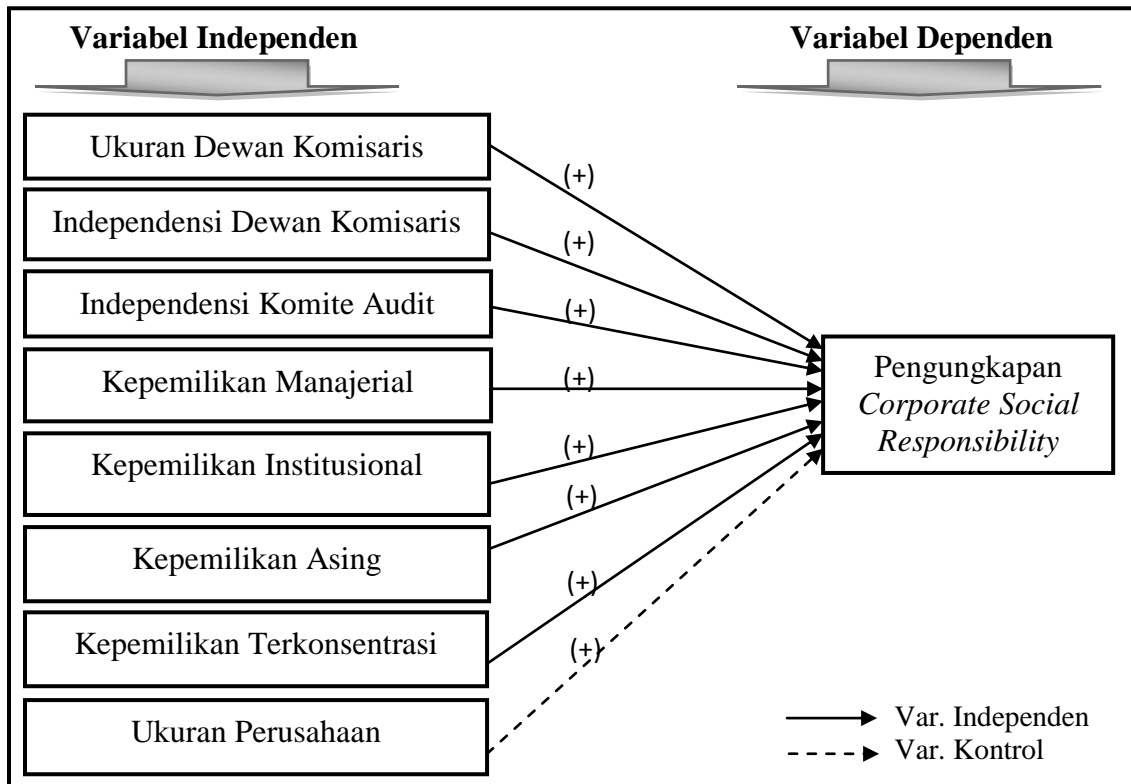 Variabel Independen
Variabel Dependen
Ukuran Dewan Komisaris
(+)
Independensi Dewan Komisaris
(+)
Independensi Komite Audit
(+)
Kepemilikan Manajerial
(+)
Kepemilikan Institusional
(+)
Kepemilikan Asing
(+)
Kepemilikan Terkonsentrasi
(+)
Ukuran Perusahaan
(+)
Pengungkapan
Corporate Social
Responsibility
Var. Independen
Var. Kontrol